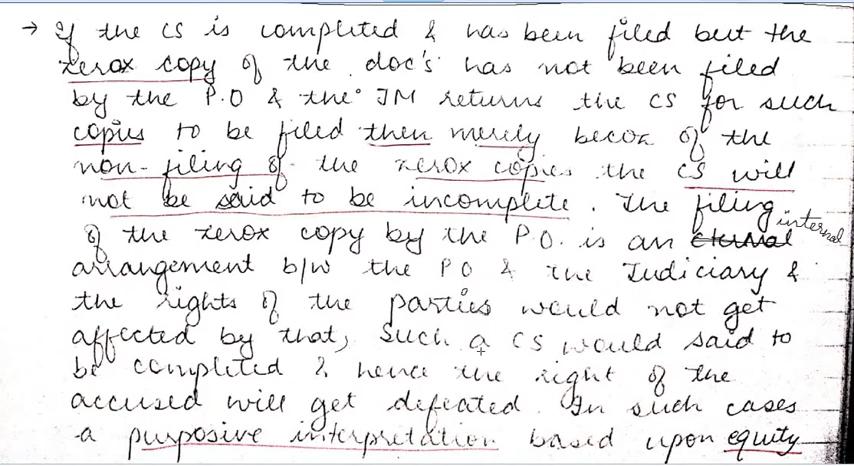 → If the CS is completed & has been filed but the
xerox copy of the doc's has not been filed
by the P.O & the JM returns the CS for such
copies to be filed then merely becoz of the
non-filing of the xerox copies the CS will
not be said to be incomplete. The filing
of the xerox copy by the P.O. is an internal
arrangement b/w the PO & the Judiciary &
the rights of the parties would not get
affected by that, Such a CS would said to
be completed & hence the right of the
accused will get defeated. In such cases
a purposive interpretation based upon equity